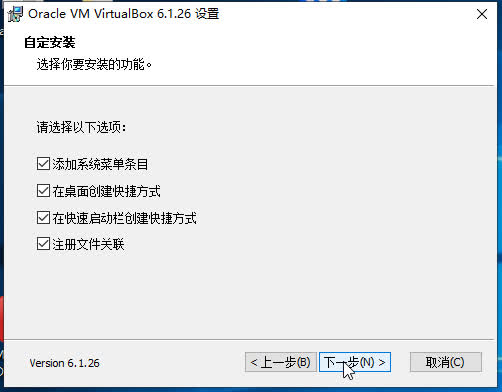 Oracle VM VirtualBox 6.1.26 设置
自定安装
选择你要安装的功能。
请选择以下选项：
添加系统菜单条目
在桌面创建快捷方式
在快速启动栏创建快捷方式
注册文件关联
Version 6.1.26
< 上一步(B)
下一步(N) >
取消(C)